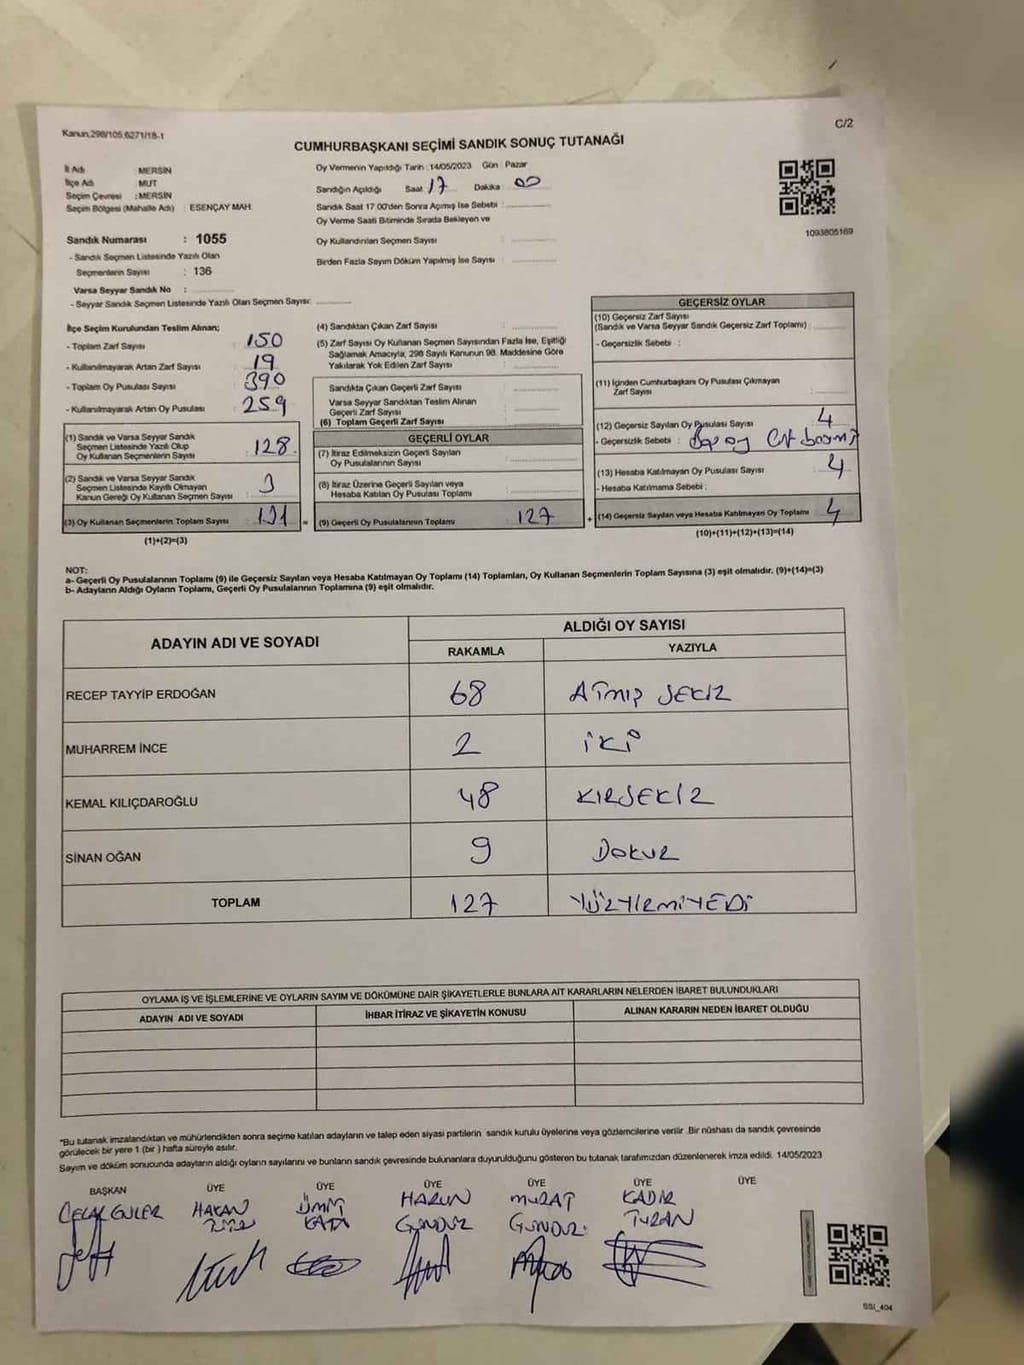 Kanun,298/105;6271/18-1
C/2
CUMHURBAŞKANI SEÇİMİ SANDIK SONUÇ TUTANAĞI
İl Adı : MERSİN
İlçe Adı : MUT
Seçim Çevresi : MERSİN
Seçim Bölgesi (Mahalle Adı) : ESENÇAY MAH.
Sandık Numarası : 1055
- Sandık Seçmen Listesinde Yazılı Olan
Seçmenlerin Sayısı : 136
Varsa Seyyar Sandık No :
- Seyyar Sandık Seçmen Listesinde Yazılı Olan Seçmen Sayısı:
Oy Vermenin Yapıldığı Tarih :14/05/2023 Gün : Pazar
Sandığın Açıldığı Saat : 17 Dakika : 00
Sandık Saat 17.00'den Sonra Açılmış İse Sebebi :
Oy Verme Saati Bitiminde Sırada Bekleyen ve
Oy Kullandırılan Seçmen Sayısı :
Birden Fazla Sayım Döküm Yapılmış İse Sayısı :
1093805169
İlçe Seçim Kurulundan Teslim Alınan;
- Toplam Zarf Sayısı : 150
- Kullanılmayarak Artan Zarf Sayısı : 19
- Toplam Oy Pusulası Sayısı : 390
- Kullanılmayarak Artan Oy Pusulası : 259
(1) Sandık ve Varsa Seyyar Sandık
Seçmen Listesinde Yazılı Olup
Oy Kullanan Seçmenlerin Sayısı : 128
(2) Sandık ve Varsa Seyyar Sandık
Seçmen Listesinde Kayıtlı Olmayan
Kanun Gereği Oy Kullanan Seçmen Sayısı : 3
(3) Oy Kullanan Seçmenlerin Toplam Sayısı : 131
(1)+(2)=(3)
(4) Sandıktan Çıkan Zarf Sayısı :
(5) Zarf Sayısı Oy Kullanan Seçmen Sayısından Fazla İse, Eşitliği
Sağlamak Amacıyla, 298 Sayılı Kanunun 98. Maddesine Göre
Yakılarak Yok Edilen Zarf Sayısı :
Sandıkta Çıkan Geçerli Zarf Sayısı :
Varsa Seyyar Sandıktan Teslim Alınan
Geçerli Zarf Sayısı :
(6) Toplam Geçerli Zarf Sayısı :
GEÇERLİ OYLAR
(7) İtiraz Edilmeksizin Geçerli Sayılan
Oy Pusulalarının Sayısı :
(8) İtiraz Üzerine Geçerli Sayılan veya
Hesaba Katılan Oy Pusulası Toplamı :
= (9) Geçerli Oy Pusulalarının Toplamı : 127
GEÇERSİZ OYLAR
(10) Geçersiz Zarf Sayısı
(Sandık ve Varsa Seyyar Sandık Geçersiz Zarf Toplamı) :
- Geçersizlik Sebebi :
(11) İçinden Cumhurbaşkanı Oy Pusulası Çıkmayan
Zarf Sayısı :
(12) Geçersiz Sayılan Oy Pusulası Sayısı : 4
- Geçersizlik Sebebi : Boş oy
(13) Hesaba Katılmayan Oy Pusulası Sayısı : 4
- Hesaba Katılmama Sebebi :
+ (14) Geçersiz Sayılan veya Hesaba Katılmayan Oy Toplamı : 4
(10)+(11)+(12)+(13)=(14)
NOT:
a- Geçerli Oy Pusulalarının Toplamı (9) ile Geçersiz Sayılan veya Hesaba Katılmayan Oy Toplamı (14) Toplamları, Oy Kullanan Seçmenlerin Toplam Sayısına (3) eşit olmalıdır. (9)+(14)=(3)
b- Adayların Aldığı Oyların Toplamı, Geçerli Oy Pusulalarının Toplamına (9) eşit olmalıdır.
ADAYIN ADI VE SOYADI
ALDIĞI OY SAYISI
RAKAMLA YAZIYLA
RECEP TAYYİP ERDOĞAN 68 ATMIŞ SEKİZ
MUHARREM İNCE 2 İKİ
KEMAL KILIÇDAROĞLU 48 KIRSEKİZ
SİNAN OĞAN 9 DOKUZ
TOPLAM 127 YÜZYİRMİYEDİ
OYLAMA İŞ VE İŞLEMLERİNE VE OYLARIN SAYIM VE DÖKÜMÜNE DAİR ŞİKAYETLERLE BUNLARA AİT KARARLARIN NELERDEN İBARET BULUNDUKLARI
ADAYIN ADI VE SOYADI
İHBAR İTİRAZ VE ŞİKAYETİN KONUSU
ALINAN KARARIN NEDEN İBARET OLDUĞU
"Bu tutanak imzalandıktan ve mühürlendikten sonra seçime katılan adayların ve talep eden siyasi partilerin sandık kurulu üyelerine veya gözlemcilerine verilir .Bir nüshası da sandık çevresinde
görülecek bir yere 1 (bir ) hafta süreyle asılır.
Sayım ve döküm sonucunda adayların aldığı oyların sayılarını ve bunların sandık çevresinde bulunanlara duyurulduğunu gösteren bu tutanak tarafımızdan düzenlenerek imza edildi. 14/05/2023
BAŞKAN ÜYE ÜYE ÜYE ÜYE ÜYE ÜYE
CELAL GÜLER HAKAN ÜMİT HARUN MURAT KADİR
KAYA GÜNDÜZ GÜNDÜZ TURAN
SSI_404